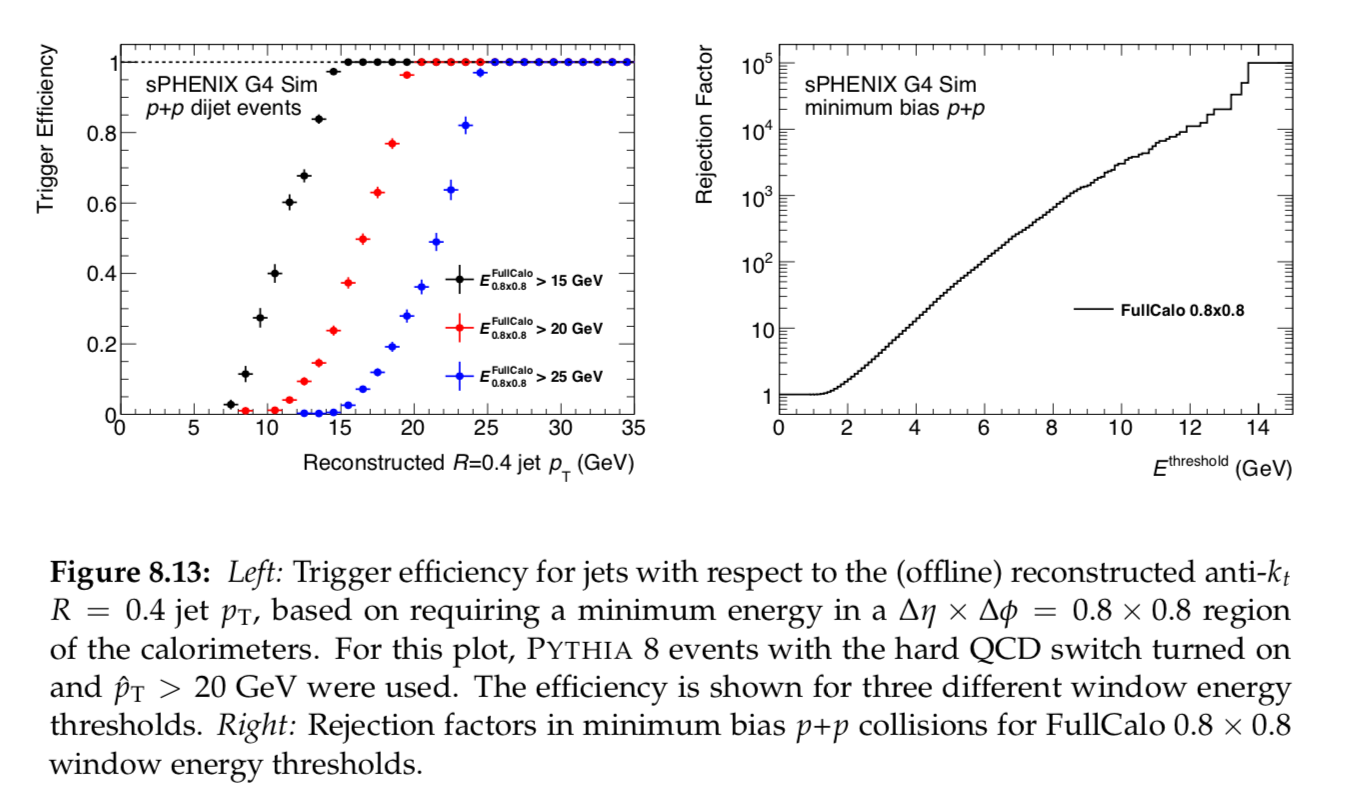 Trigger Efficiency
1
0.8
0.6
0.4
0.2
0
sPHENIX G4 Sim
p+p dijet events
E FullCalo 0.8x0.8 > 15 GeV
E FullCalo 0.8x0.8 > 20 GeV
E FullCalo 0.8x0.8 > 25 GeV
0 5 10 15 20 25 30 35
Reconstructed R=0.4 jet p_T (GeV)
Rejection Factor
10^5
10^4
10^3
10^2
10
1
sPHENIX G4 Sim
minimum bias p+p
FullCalo 0.8x0.8
0 2 4 6 8 10 12 14
E^threshold (GeV)
Figure 8.13: Left: Trigger efficiency for jets with respect to the (offline) reconstructed anti-k_t
R = 0.4 jet p_T, based on requiring a minimum energy in a Δη × Δϕ = 0.8 × 0.8 region
of the calorimeters. For this plot, PYTHIA 8 events with the hard QCD switch turned on
and p̂_T > 20 GeV were used. The efficiency is shown for three different window energy
thresholds. Right: Rejection factors in minimum bias p+p collisions for FullCalo 0.8 × 0.8
window energy thresholds.